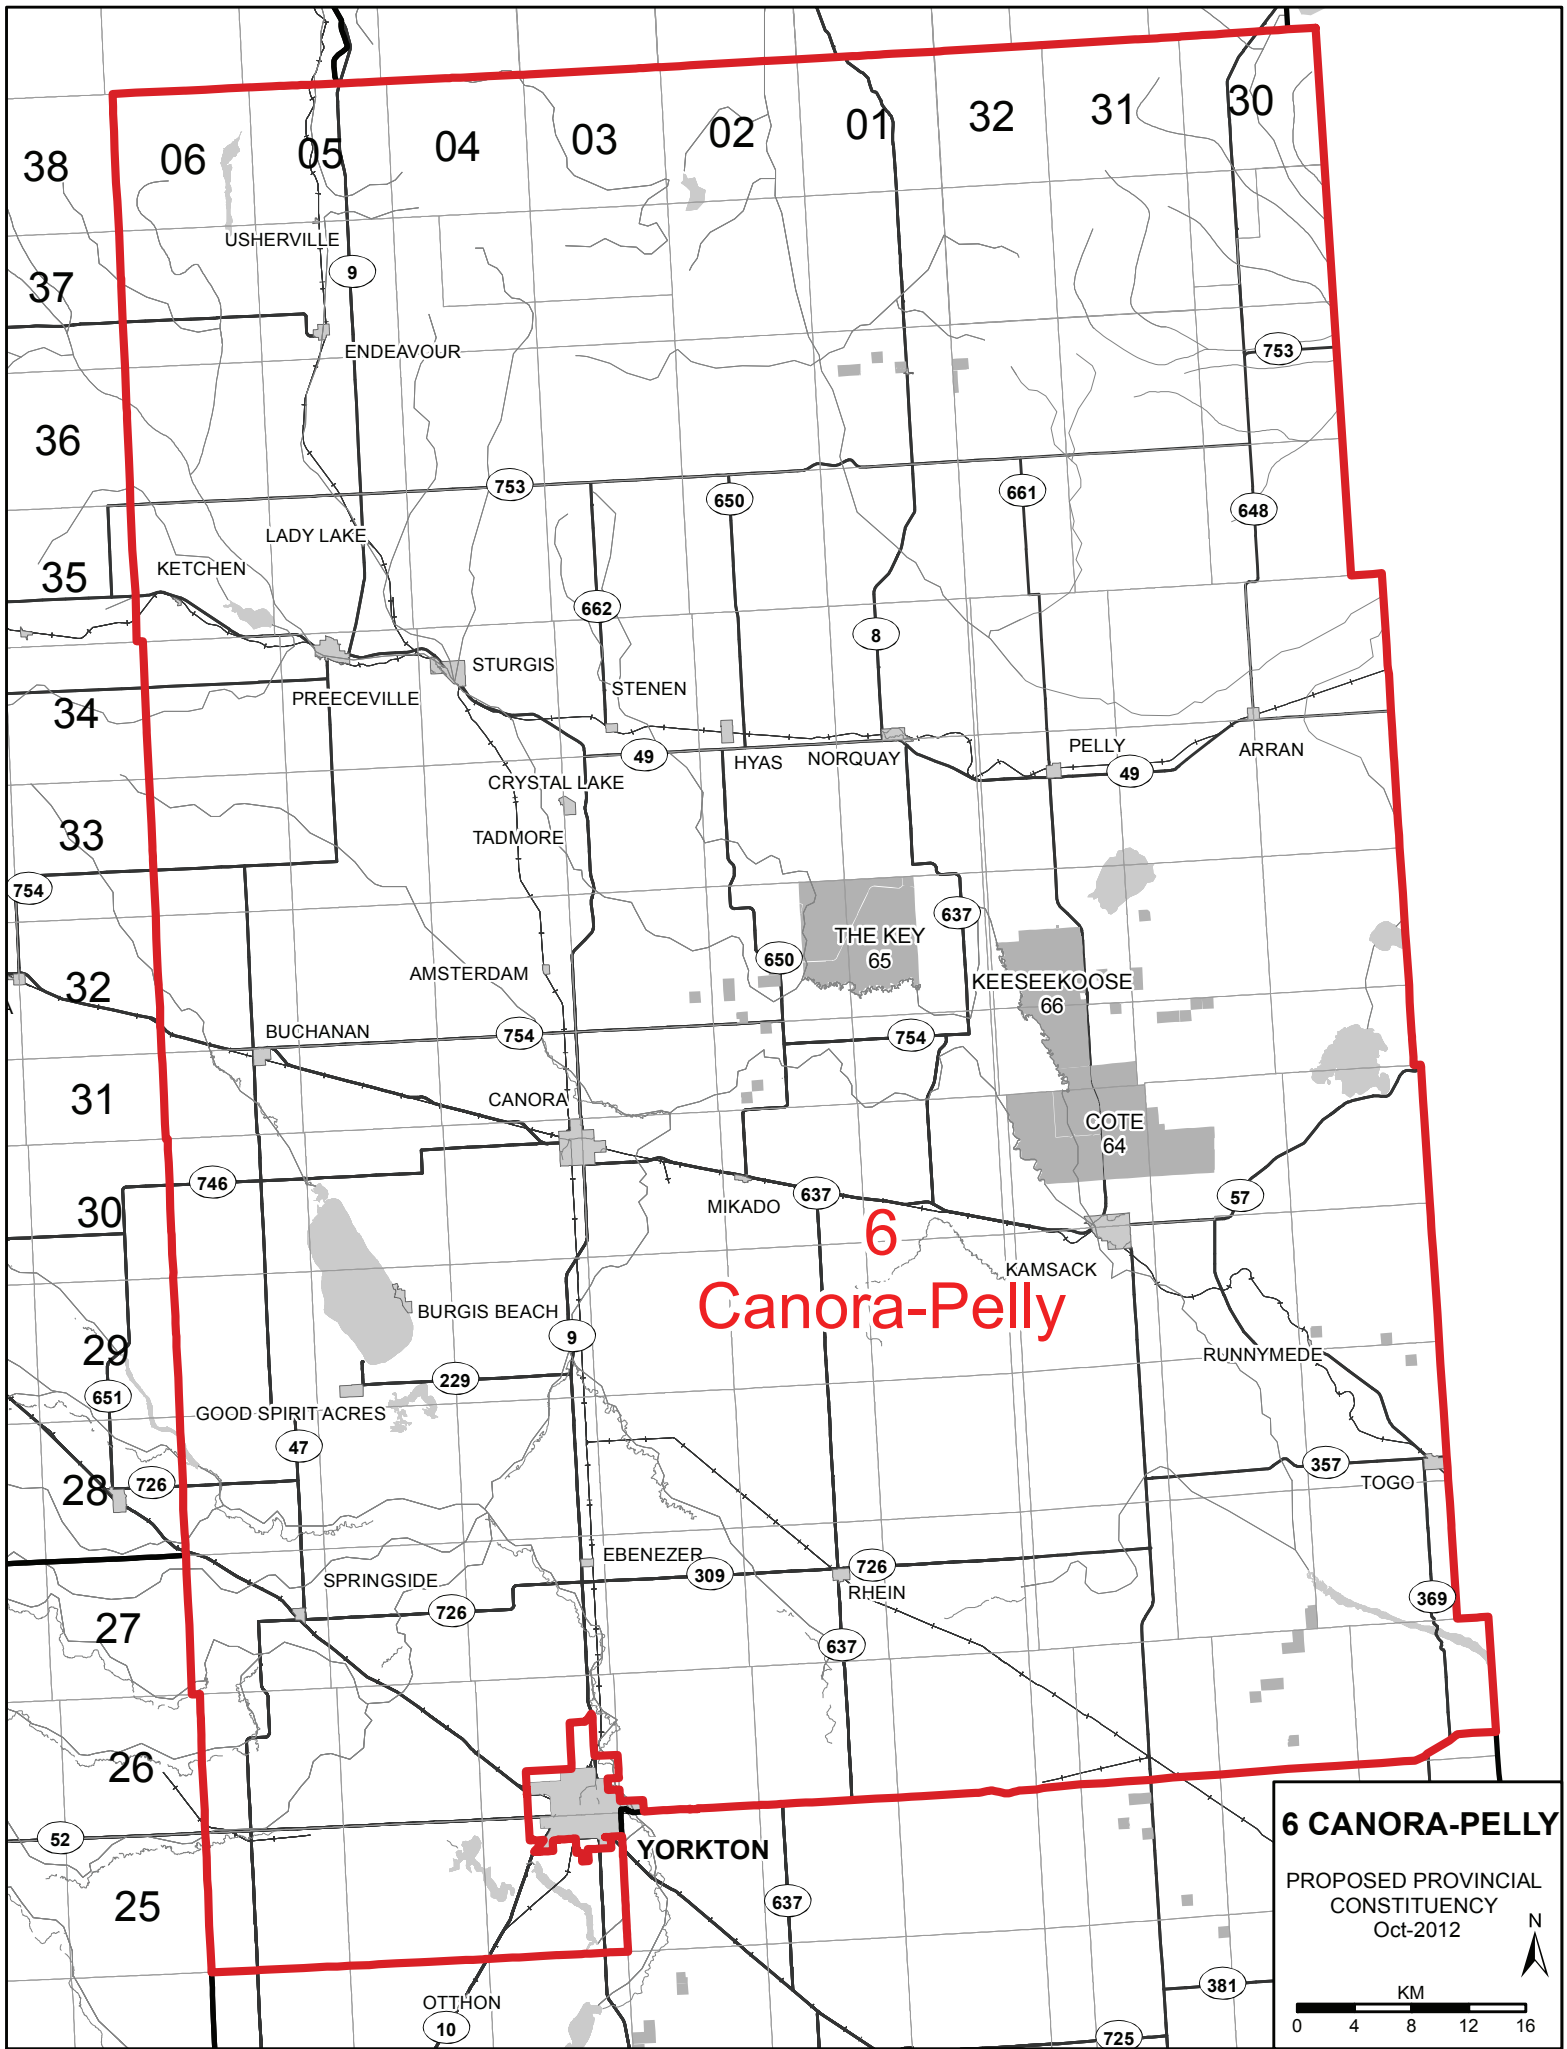 38
06
05
04
03
02
01
32
31
30
USHERVILLE
37
9
ENDEAVOUR
753
36
753
650
661
648
LADY LAKE
KETCHEN
35
662
8
STURGIS
STENEN
PREECEVILLE
34
49
HYAS
NORQUAY
PELLY
ARRAN
49
CRYSTAL LAKE
33
TADMORE
754
637
THE KEY
65
650
AMSTERDAM
KEESEEKOOSE
66
32
A
BUCHANAN
754
754
31
CANORA
COTE
64
746
MIKADO
637
57
30
6
KAMSACK
Canora-Pelly
BURGIS BEACH
9
29
RUNNYMEDE
651
229
GOOD SPIRIT ACRES
47
357
28
726
TOGO
EBENEZER
309
726
RHEIN
SPRINGSIDE
726
369
27
637
26
52
YORKTON
25
637
OTTHON
10
381
725
6 CANORA-PELLY
PROPOSED PROVINCIAL
CONSTITUENCY
Oct-2012
N
KM
0 4 8 12 16